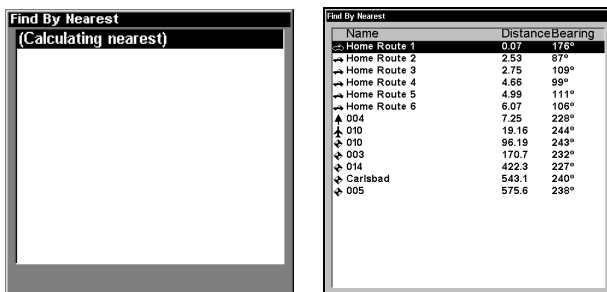 Find By Nearest
(Calculating nearest)
Find By Nearest
Name Distance Bearing
Home Route 1 0.07 176°
Home Route 2 2.53 87°
Home Route 3 2.75 109°
Home Route 4 4.66 99°
Home Route 5 4.99 111°
Home Route 6 6.07 106°
004 7.25 228°
010 19.16 244°
010 96.19 243°
003 170.7 232°
014 422.3 227°
Carlsbad 543.1 240°
005 575.6 238°